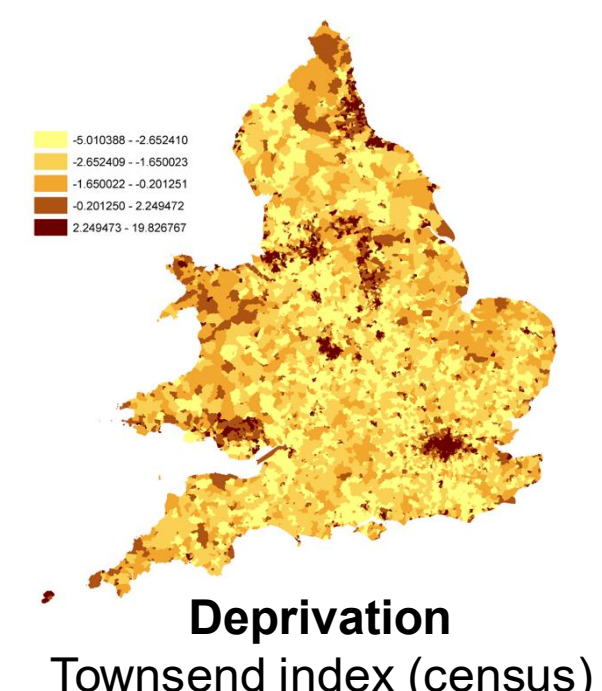 -5.010388 - -2.652410
-2.652409 - -1.650023
-1.650022 - -0.201251
-0.201250 - 2.249472
2.249473 - 19.826767
Deprivation
Townsend index (census)